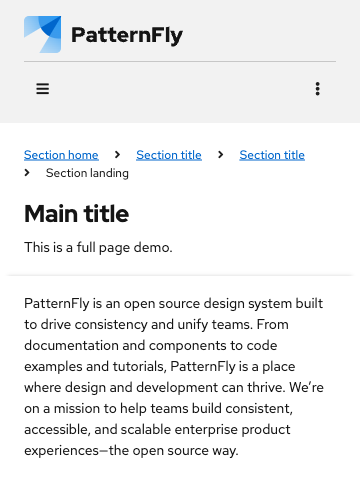 PatternFly
Section home > Section title > Section title
> Section landing
Main title
This is a full page demo.
PatternFly is an open source design system built
to drive consistency and unify teams. From
documentation and components to code
examples and tutorials, PatternFly is a place
where design and development can thrive. We’re
on a mission to help teams build consistent,
accessible, and scalable enterprise product
experiences—the open source way.